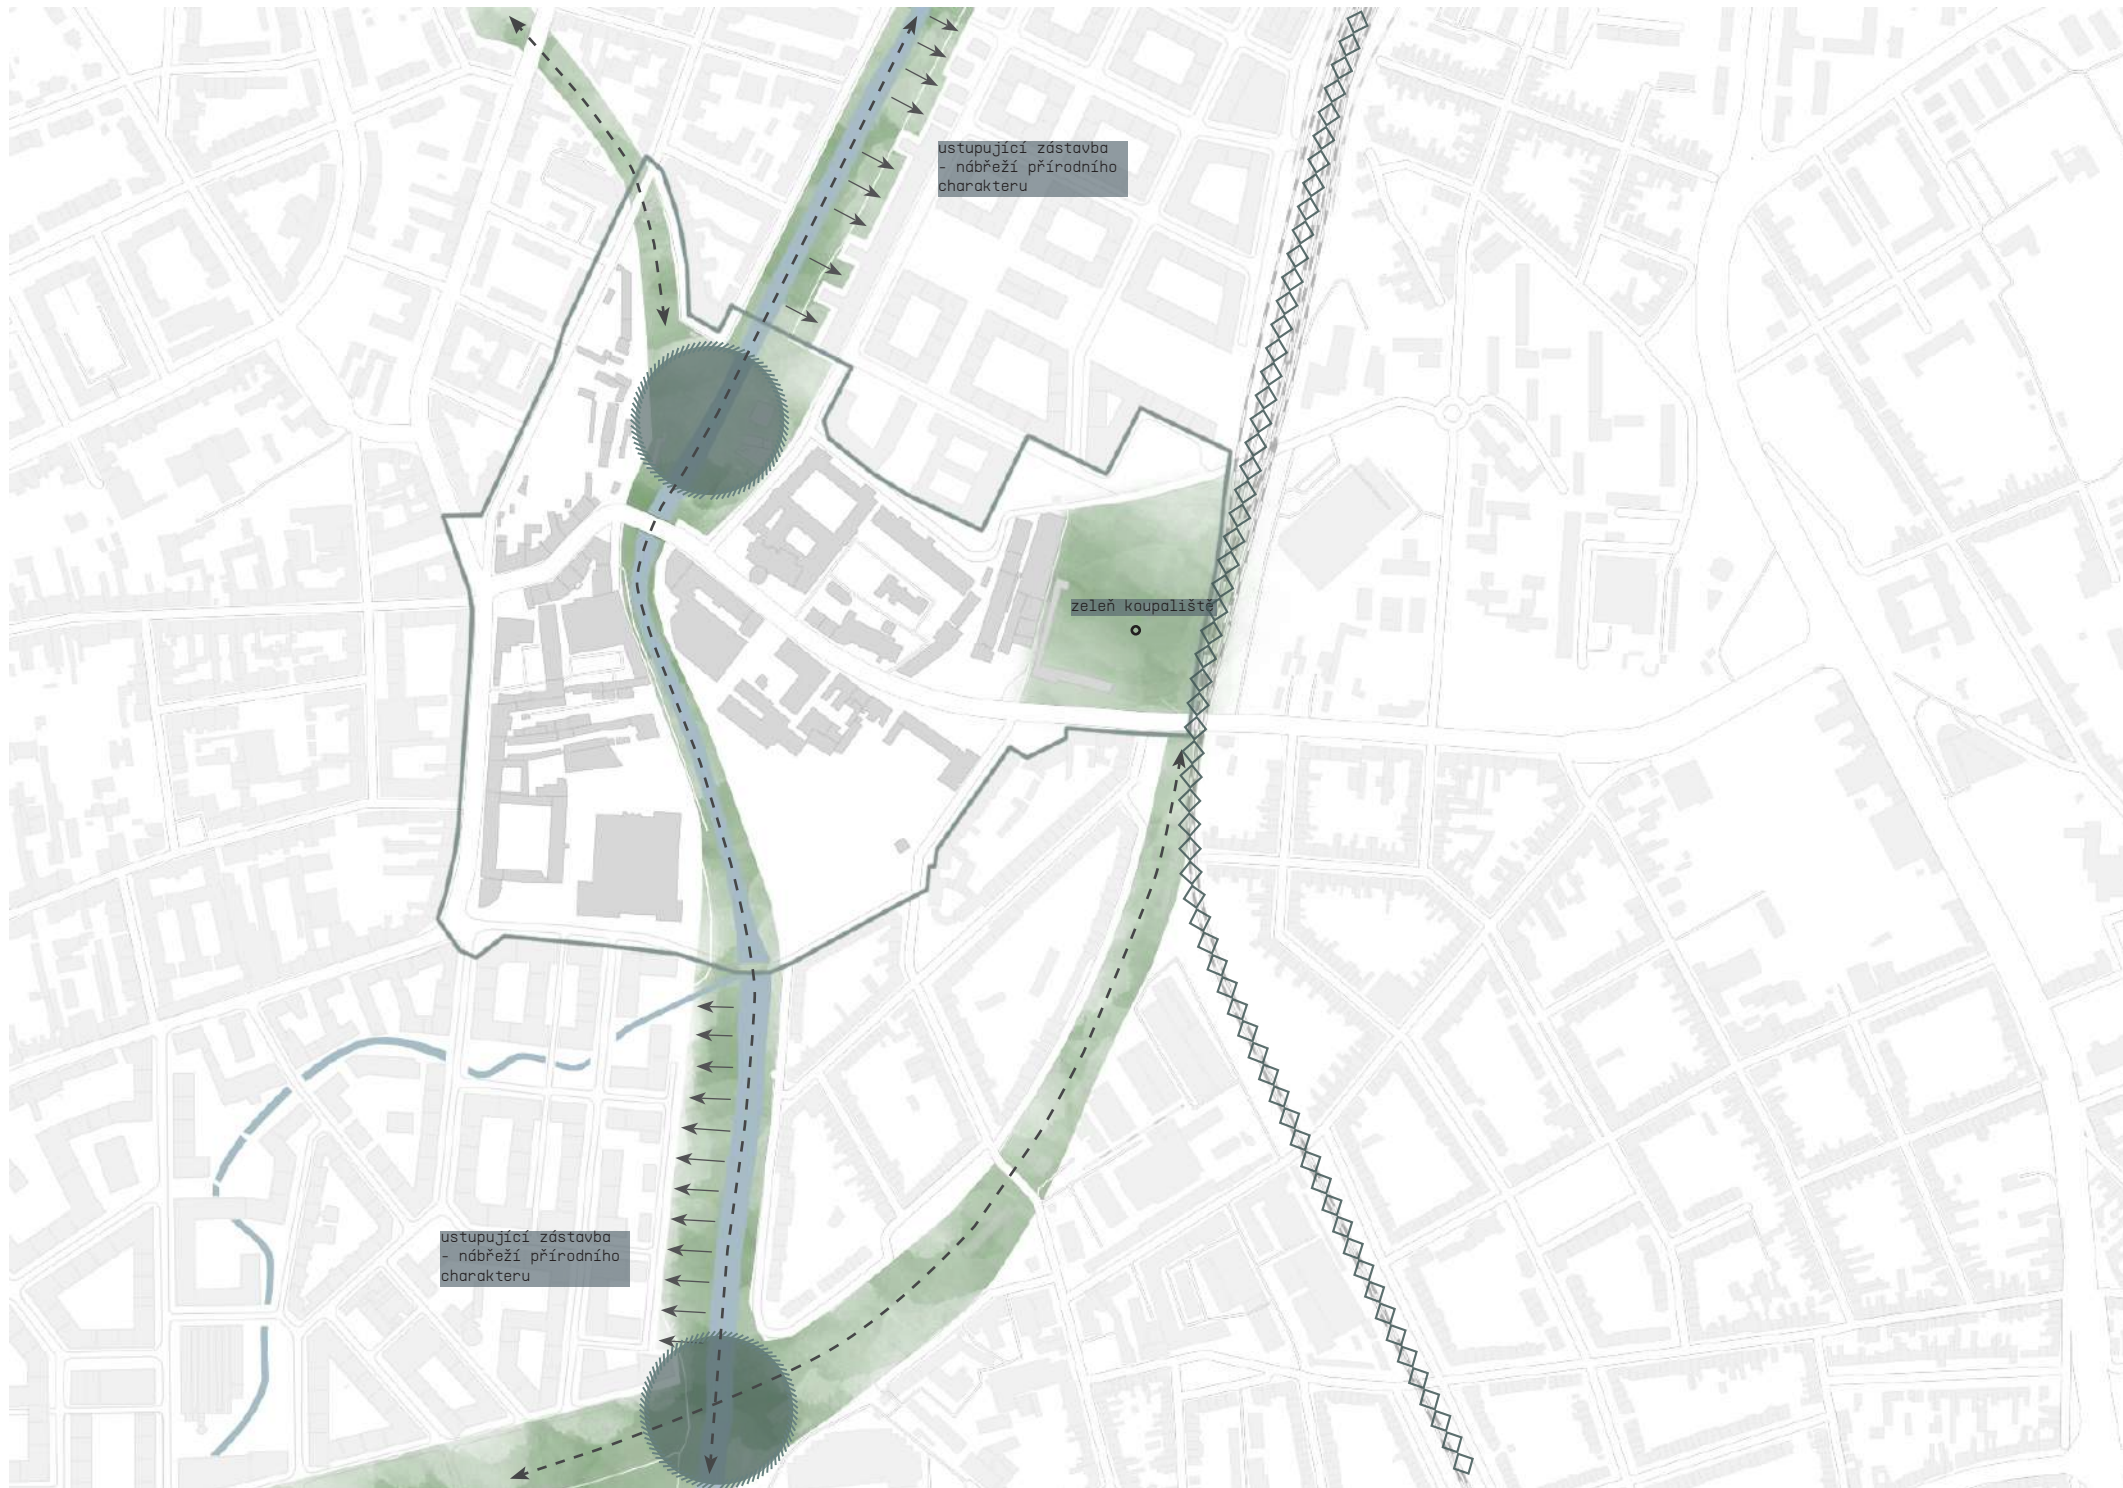 ustupující zástavba
- nábřeží přírodního
charakteru
zeleň koupaliště
ustupující zástavba
- nábřeží přírodního
charakteru